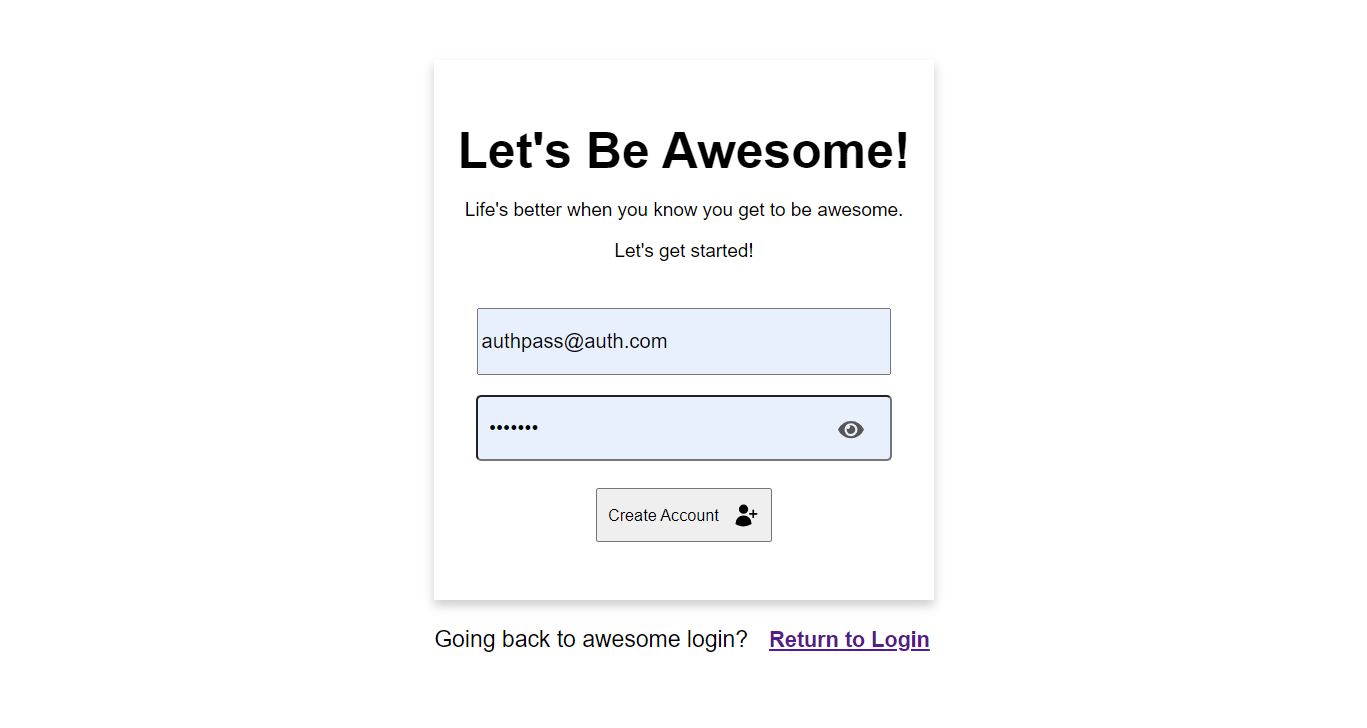 Let's Be Awesome!
Life's better when you know you get to be awesome.
Let's get started!
authpass@auth.com
•••••••
Create Account
Going back to awesome login? Return to Login